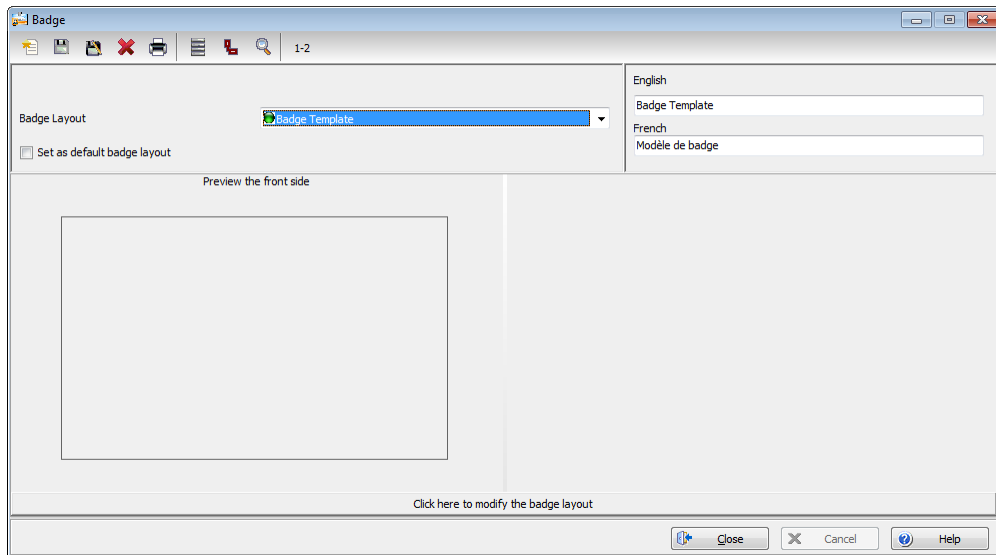 Badge
1-2
Badge Layout
Badge Template
Set as default badge layout
English
Badge Template
French
Modèle de badge
Preview the front side
Click here to modify the badge layout
Close
Cancel
Help